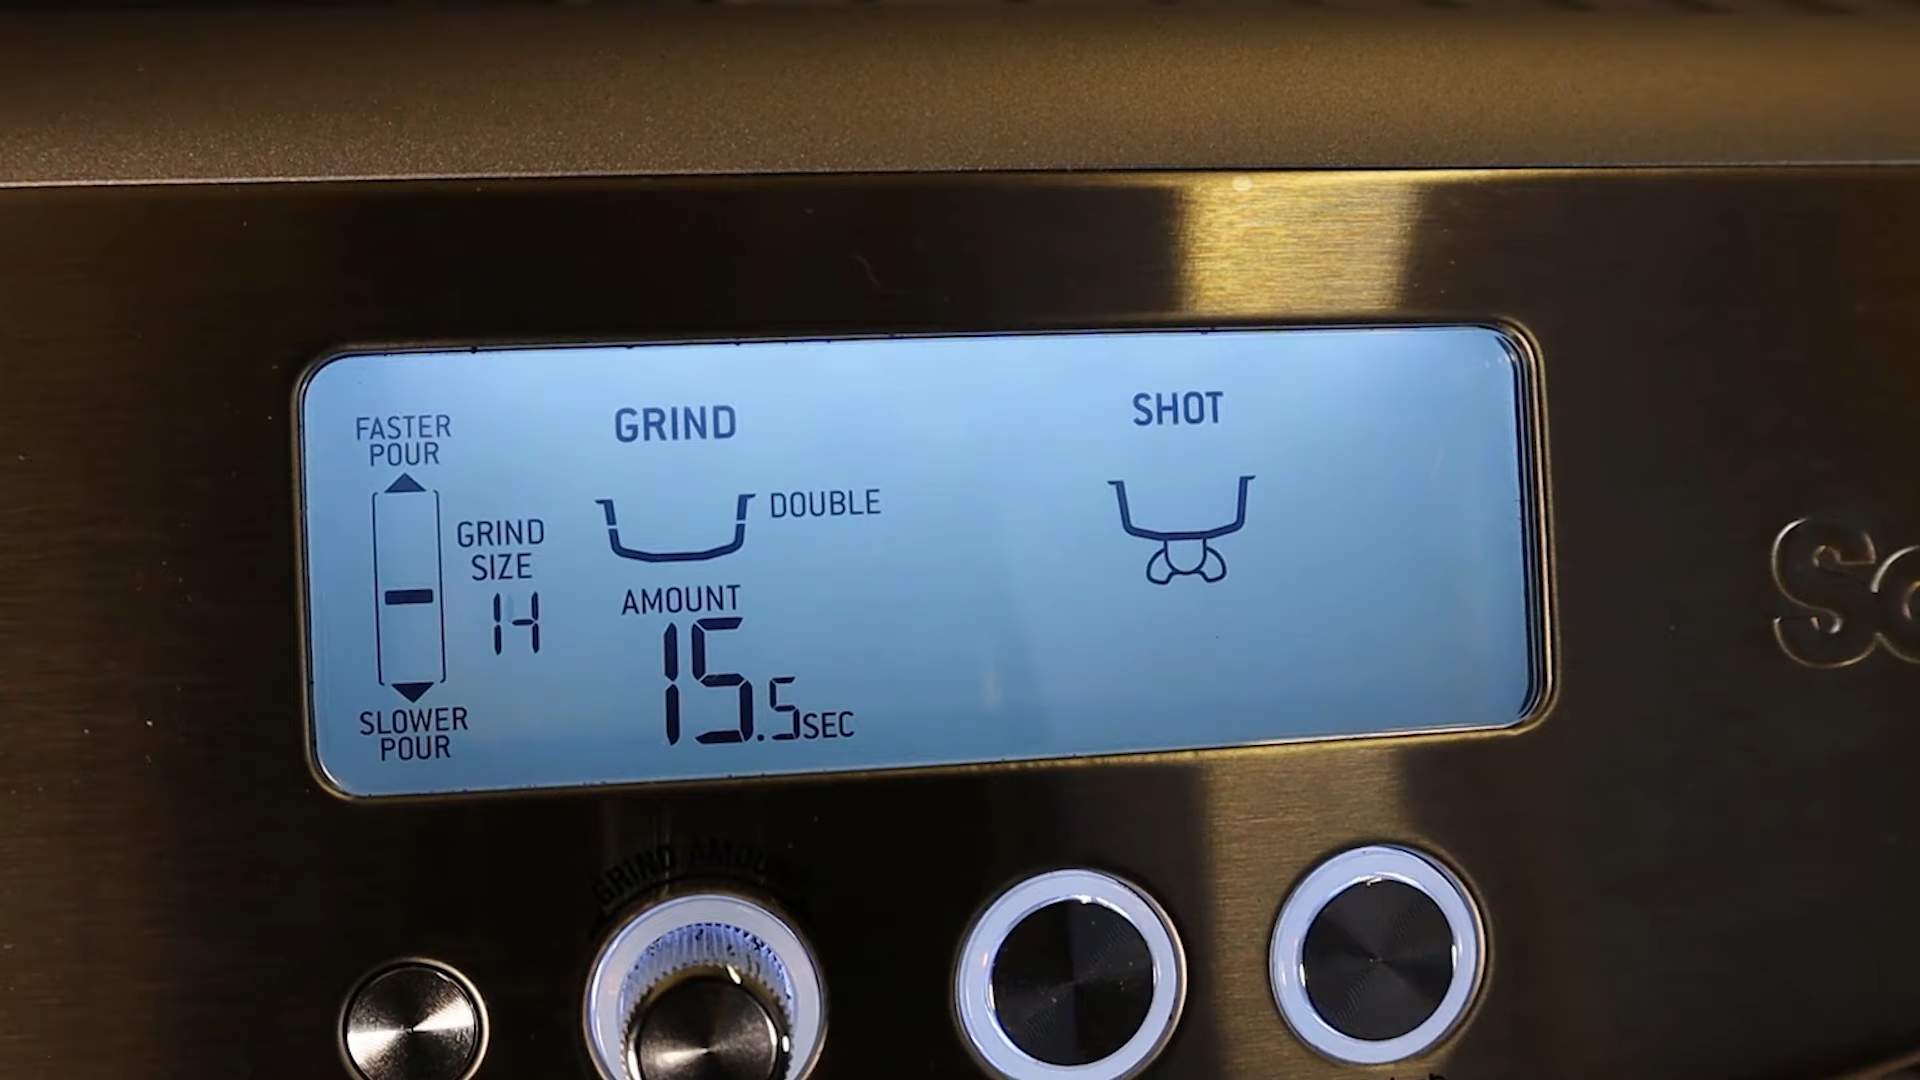 GRIND
SHOT
FASTER
POUR
DOUBLE
GRIND
SIZE
14
AMOUNT
15.5SEC
SLOWER
POUR
GRIND AMOUNT